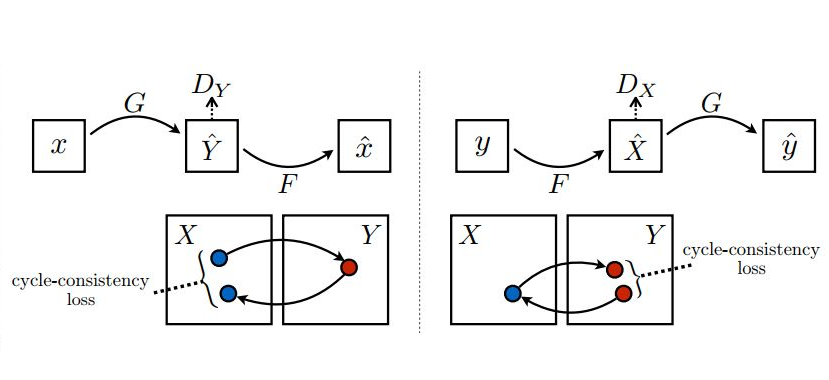 D_Y
G
x
Ŷ
x̂
F
X
Y
cycle-consistency
loss
D_X
G
y
X̂
ŷ
F
X
Y
cycle-consistency
loss